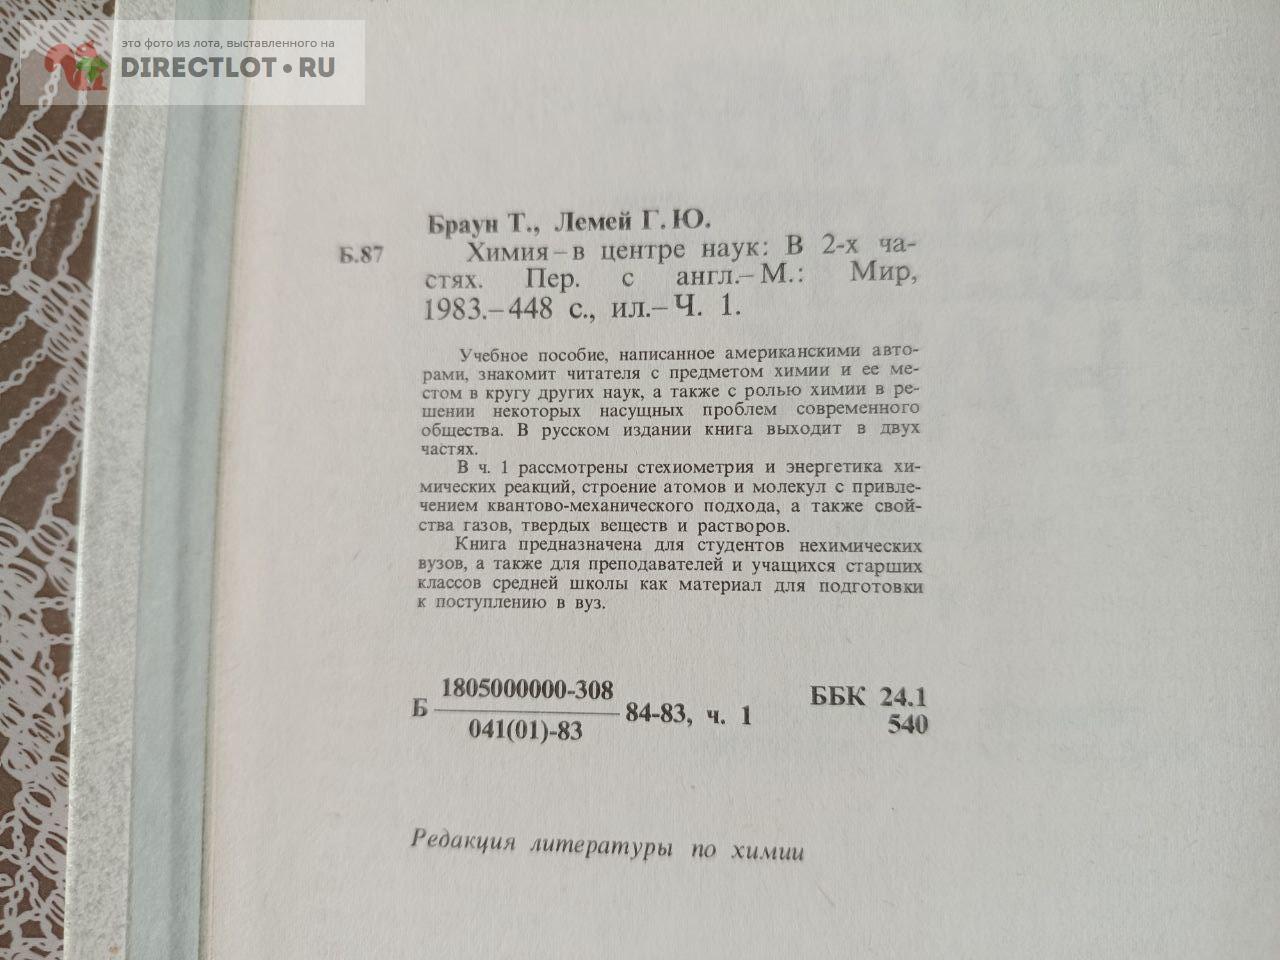 это фото из лота, выставленного на
DIRECTLOT•RU
Браун Т., Лемей Г.Ю.
Б.87 Химия–в центре наук: В 2-х ча-
стях. Пер. с англ.–М.: Мир,
1983.–448 с., ил.–Ч. 1.
Учебное пособие, написанное американскими авто-
рами, знакомит читателя с предметом химии и ее ме-
стом в кругу других наук, а также с ролью химии в ре-
шении некоторых насущных проблем современного
общества. В русском издании книга выходит в двух
частях.
В ч. 1 рассмотрены стехиометрия и энергетика хи-
мических реакций, строение атомов и молекул с привле-
чением квантово-механического подхода, а также свой-
ства газов, твердых веществ и растворов.
Книга предназначена для студентов нехимических
вузов, а также для преподавателей и учащихся старших
классов средней школы как материал для подготовки
к поступлению в вуз.
1805000000-308
Б 84-83, ч. 1
041(01)-83
ББК 24.1
540
Редакция литературы по химии